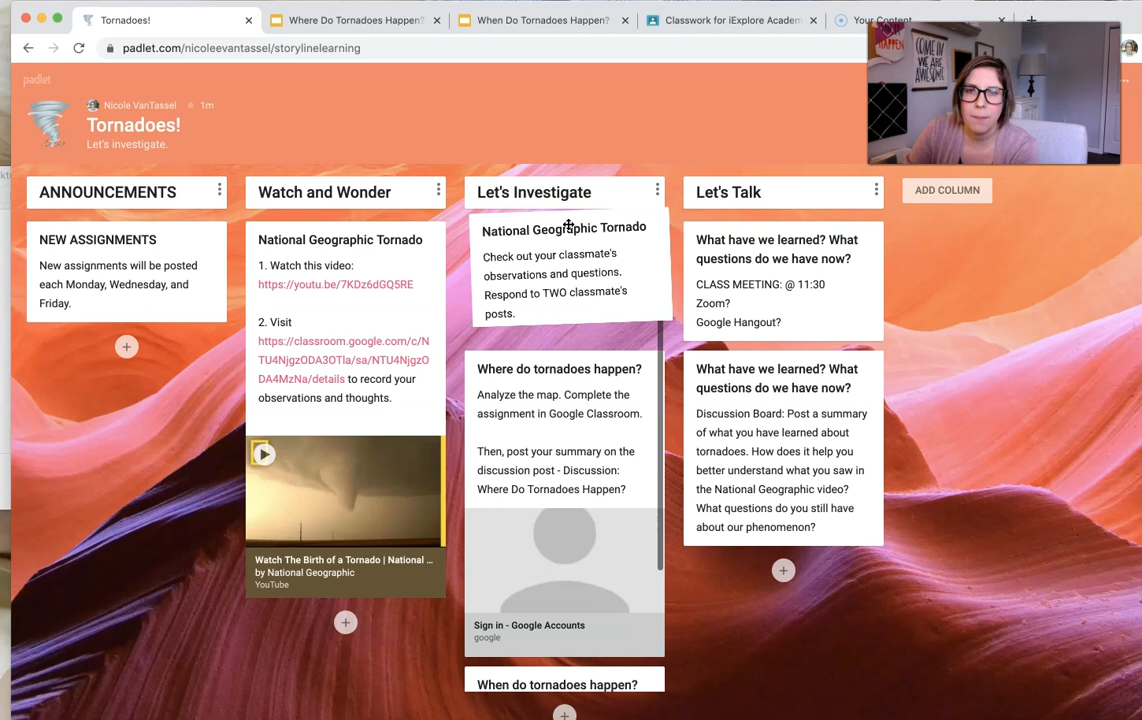 Tornadoes!
Where Do Tornadoes Happen?
When Do Tornadoes Happen?
Classwork for iExplore Academ
Your Content
padlet.com/nicoleevantassel/storylinelearning
padlet
Nicole VanTassel 1m
Tornadoes!
Let's investigate.
HAPPEN
COME IN
WE ARE
AWESOME
ANNOUNCEMENTS
NEW ASSIGNMENTS
New assignments will be posted
each Monday, Wednesday, and
Friday.
Watch and Wonder
National Geographic Tornado
1. Watch this video:
https://youtu.be/7KDz6dGQ5RE
2. Visit
https://classroom.google.com/c/N
TU4NjgzODA3OTla/sa/NTU4NjgzO
DA4MzNa/details to record your
observations and thoughts.
Watch The Birth of a Tornado | National ...
by National Geographic
YouTube
Let's Investigate
National Geographic Tornado
Check out your classmate's
observations and questions.
Respond to TWO classmate's
posts.
Where do tornadoes happen?
Analyze the map. Complete the
assignment in Google Classroom.
Then, post your summary on the
discussion post - Discussion:
Where Do Tornadoes Happen?
Sign in - Google Accounts
google
When do tornadoes happen?
Let's Talk
What have we learned? What
questions do we have now?
CLASS MEETING: @ 11:30
Zoom?
Google Hangout?
What have we learned? What
questions do we have now?
Discussion Board: Post a summary
of what you have learned about
tornadoes. How does it help you
better understand what you saw in
the National Geographic video?
What questions do you still have
about our phenomenon?
ADD COLUMN